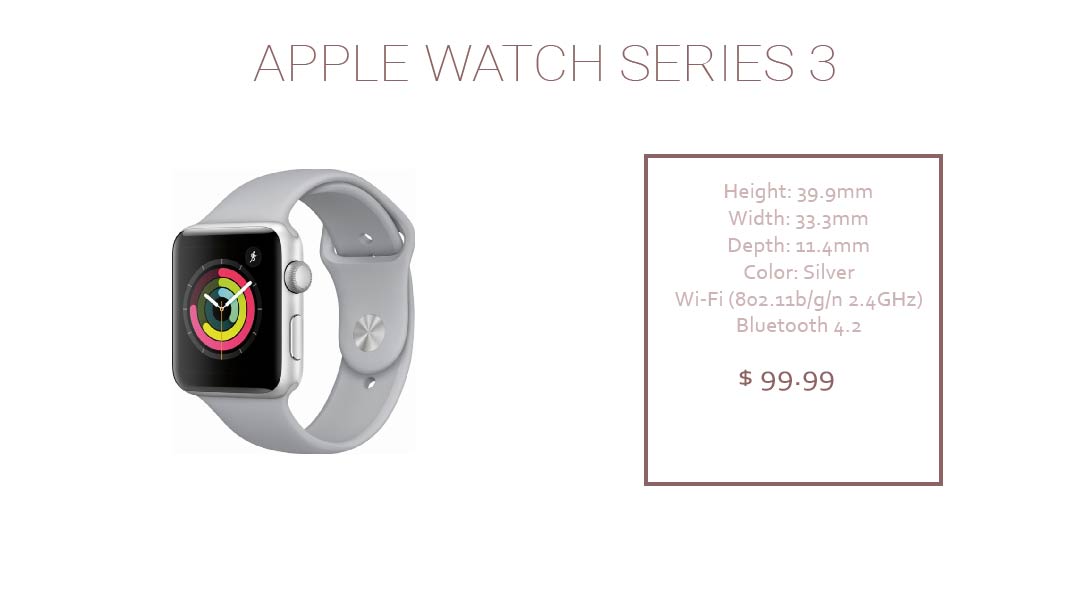 APPLE WATCH SERIES 3
Height: 39.9mm
Width: 33.3mm
Depth: 11.4mm
Color: Silver
Wi-Fi (802.11b/g/n 2.4GHz)
Bluetooth 4.2
$ 99.99